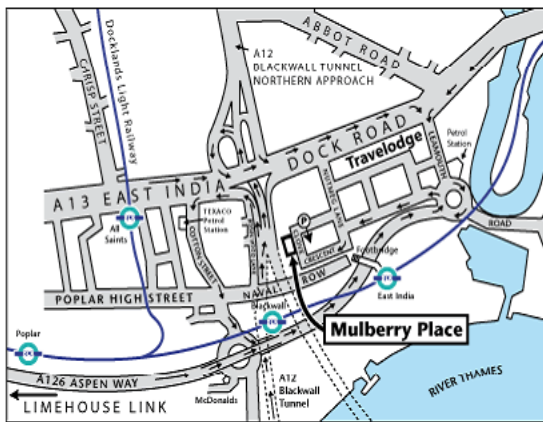 Docklands Light Railway
CHRISP STREET
A12
BLACKWALL TUNNEL
NORTHERN APPROACH
ABBOT ROAD
A13 EAST INDIA DOCK ROAD
Travelodge
LEAMOUTH
ROAD
Petrol
Station
NUTMEG LANE
TEXACO
Petrol
Station
COTTON STREET
All
Saints
P
CLOVE
CRESCENT
Footbridge
POPLAR HIGH STREET
NAVAL ROW
East India
Blackwall
Mulberry Place
Poplar
A126 ASPEN WAY
McDonalds
A12
Blackwall
Tunnel
LIMEHOUSE LINK
RIVER THAMES